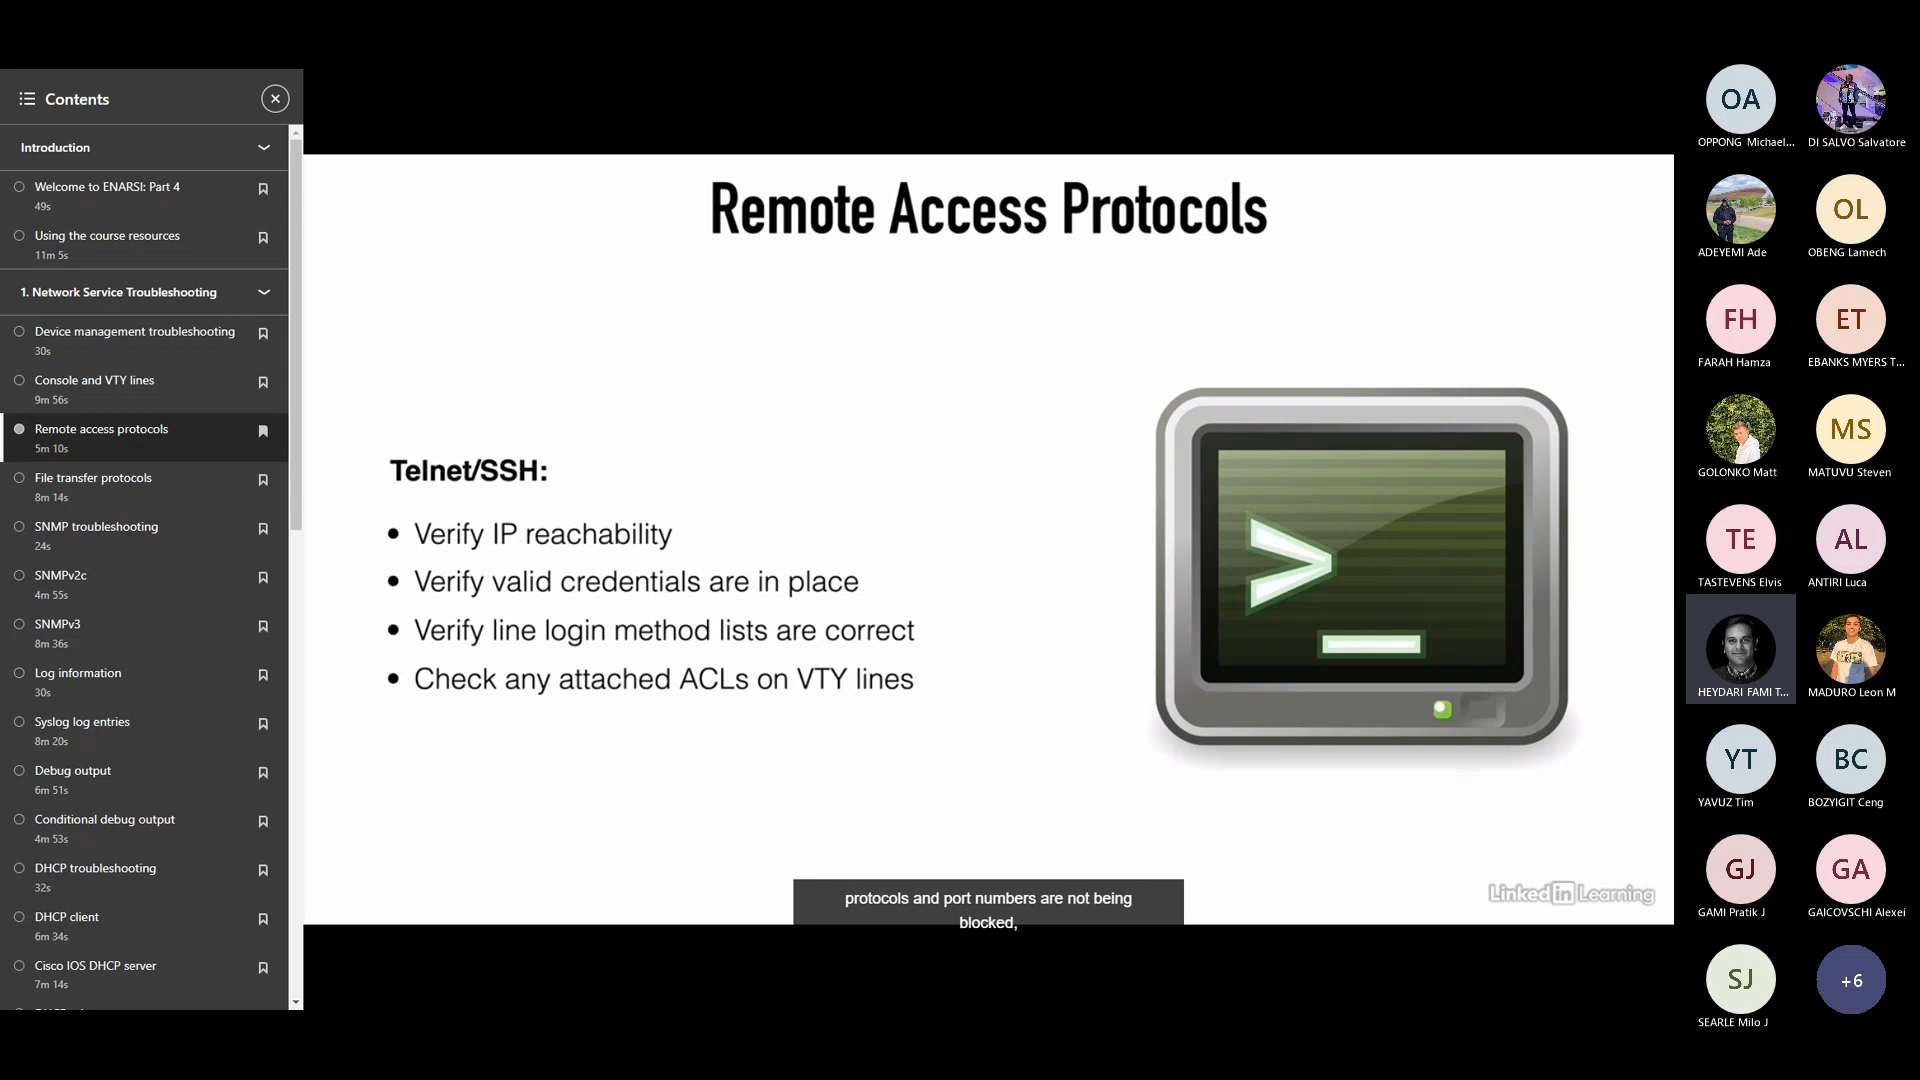 Contents
Introduction
Welcome to ENARSI: Part 4
49s
Using the course resources
11m 5s
1. Network Service Troubleshooting
Device management troubleshooting
30s
Console and VTY lines
9m 56s
Remote access protocols
5m 10s
File transfer protocols
8m 14s
SNMP troubleshooting
24s
SNMPv2c
4m 55s
SNMPv3
8m 36s
Log information
30s
Syslog log entries
8m 20s
Debug output
6m 51s
Conditional debug output
4m 53s
DHCP troubleshooting
32s
DHCP client
6m 34s
Cisco IOS DHCP server
7m 14s
Remote Access Protocols
Telnet/SSH:
• Verify IP reachability
• Verify valid credentials are in place
• Verify line login method lists are correct
• Check any attached ACLs on VTY lines
protocols and port numbers are not being
blocked,
LinkedIn Learning
OA
OPPONG Michael...
DI SALVO Salvatore
ADEYEMI Ade
OL
OBENG Lamech
FH
FARAH Hamza
ET
EBANKS MYERS T...
GOLONKO Matt
MS
MATUVU Steven
TE
TASTEVENS Elvis
AL
ANTIRI Luca
HEYDARI FAMI T...
MADURO Leon M
YT
YAVUZ Tim
BC
BOZYIGIT Ceng
GJ
GAMI Pratik J
GA
GAICOVSCHI Alexei
SJ
SEARLE Milo J
+6